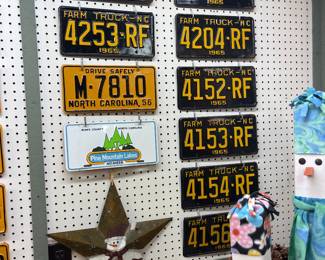 FARM TRUCK-NC
4253-RF
1965
DRIVE SAFELY
M-7810
NORTH CAROLINA, 56
Pine Mountain Lakes
FARM TRUCK-NC
4204-RF
1965
FARM TRUCK-NC
4152-RF
1965
FARM TRUCK-NC
4153-RF
1965
FARM TRUCK-NC
4154-RF
1965
FARM TRUCK-NC
4156